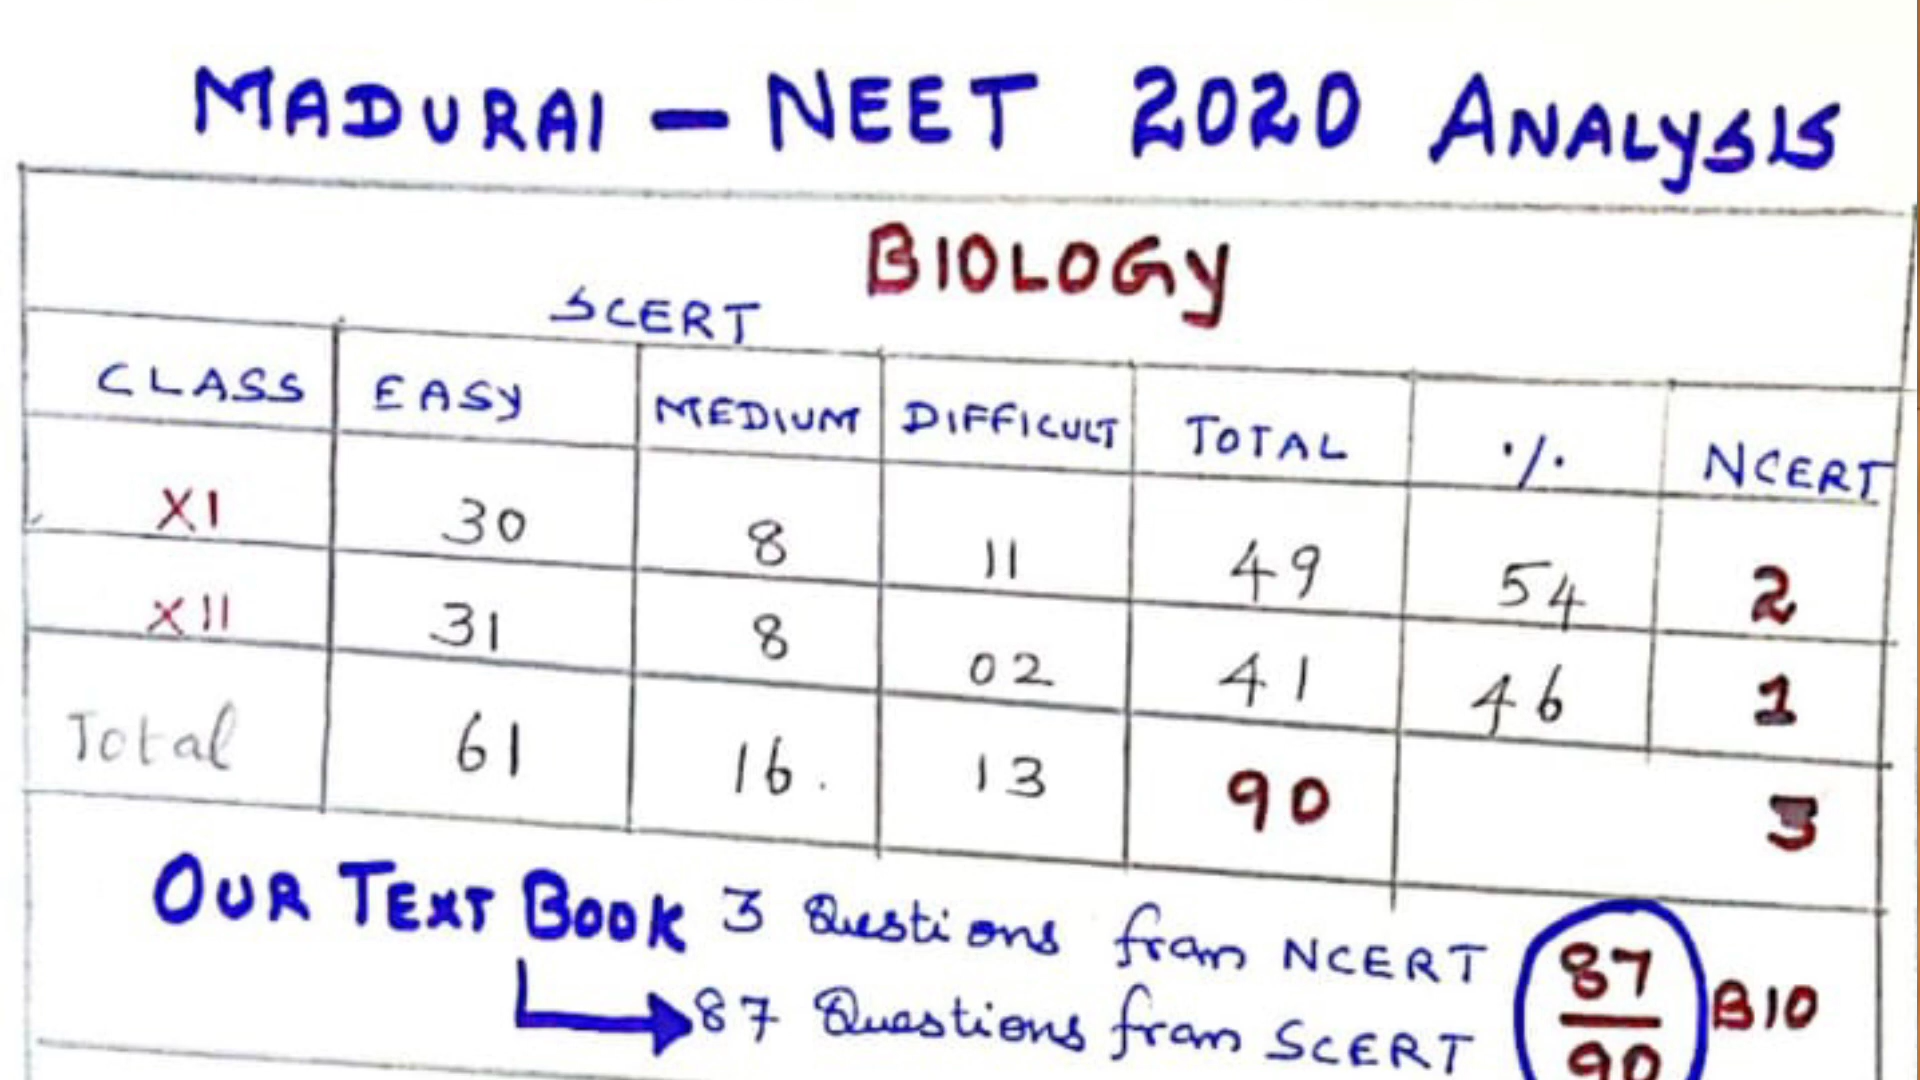 MADURAI - NEET 2020 ANALYSIS
BIOLOGY
SCERT
CLASS EASY MEDIUM DIFFICULT TOTAL ./. NCERT
XI 30 8 11 49 54 2
XII 31 8 02 41 46 1
Total 61 16. 13 90 3
OUR TEXT BOOK 3 Questions from NCERT
87 Questions from SCERT
87
90
BIO